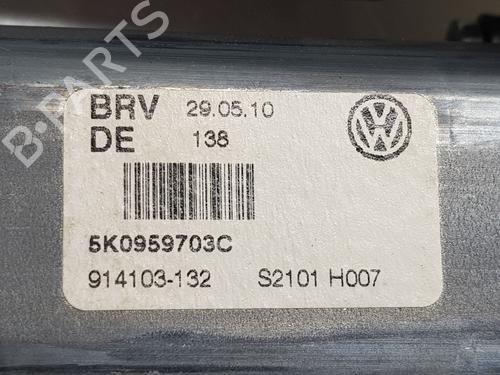 B-PARTS
BRV 29.05.10
DE 138
5K0959703C
914103-132 S2101 H007